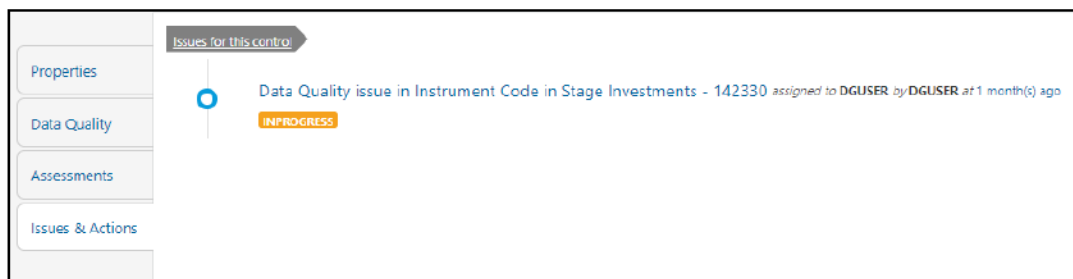 Issues for this control
Properties
Data Quality issue in Instrument Code in Stage Investments - 142330 assigned to DGUSER by DGUSER at 1 month(s) ago
INPROGRESS
Data Quality
Assessments
Issues & Actions